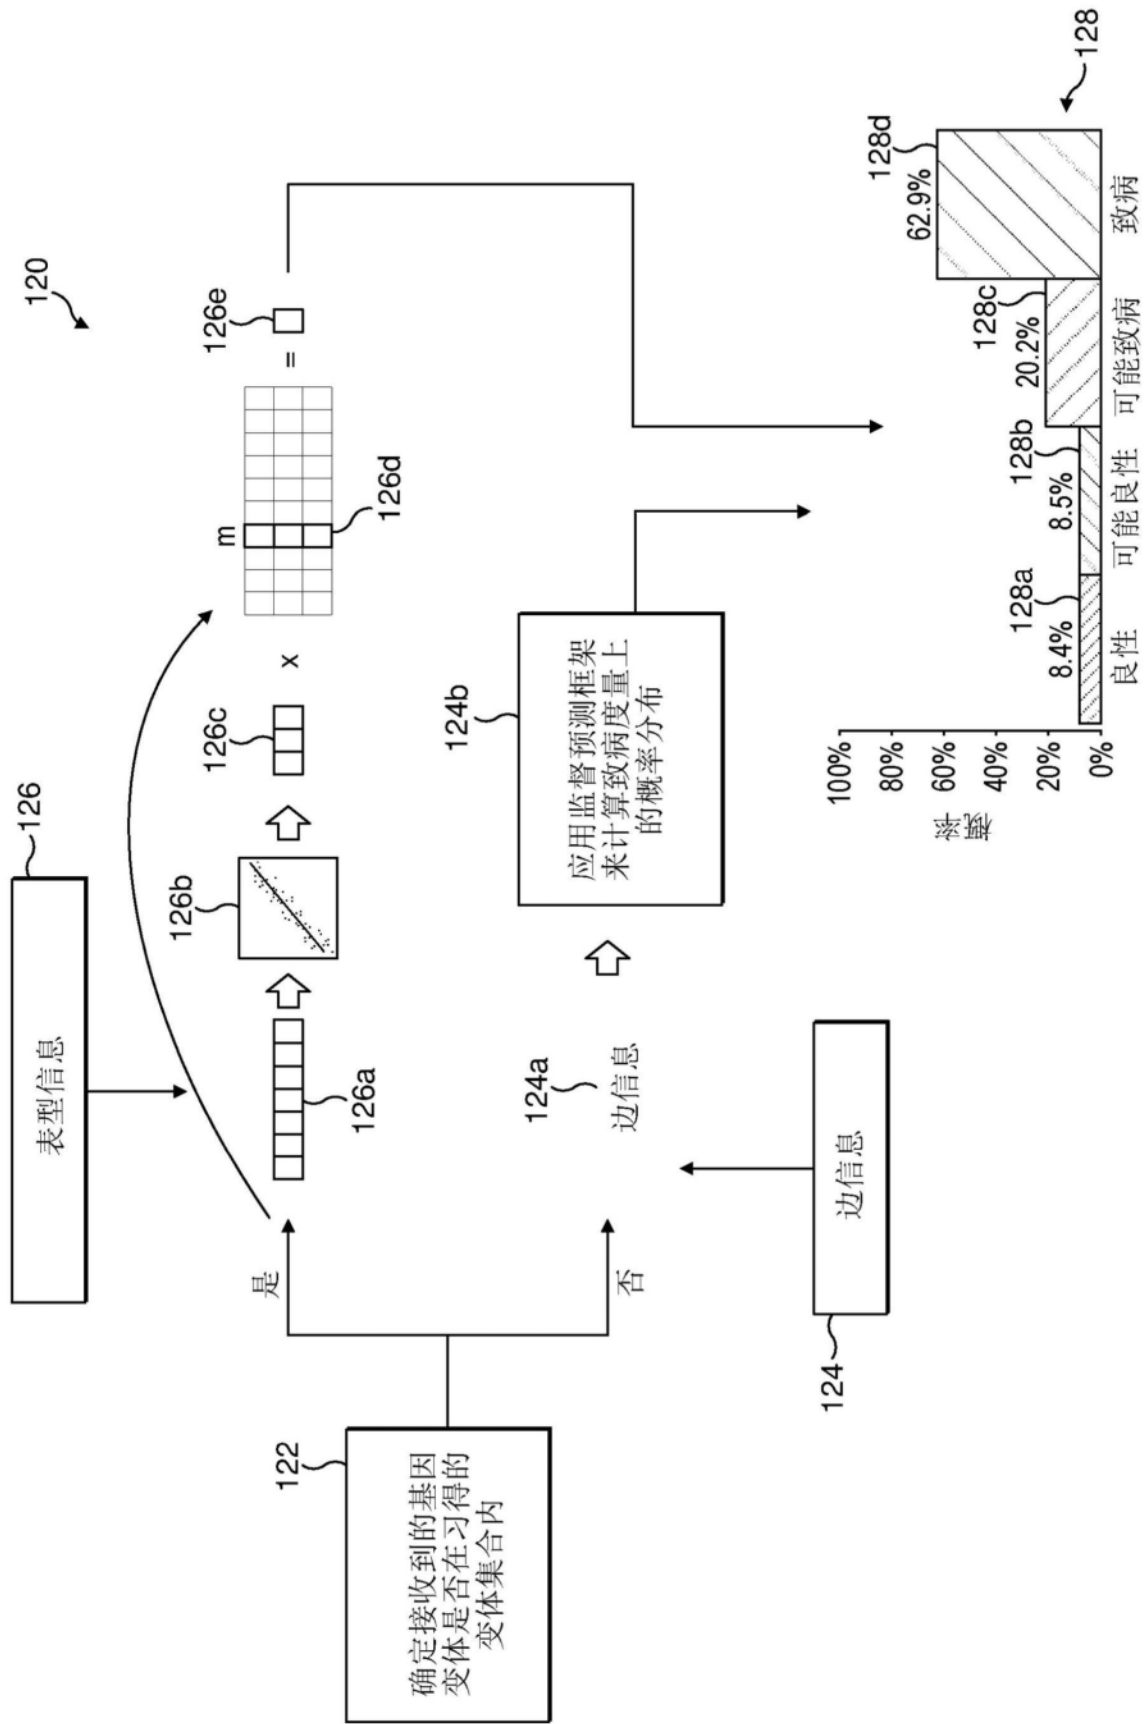 120
表型信息
126
122
确定接收到的基因
变体是否在习得的
变体集合内
是
否
126a
126b
126c
x
m
126d
=
126e
124a
边信息
124b
应用监督预测框架
来计算致病度量上
的概率分布
边信息
124
概率
100%
80%
60%
40%
20%
0%
8.4%
128a
8.5%
128b
20.2%
128c
62.9%
128d
良性
可能良性
可能致病
致病
128